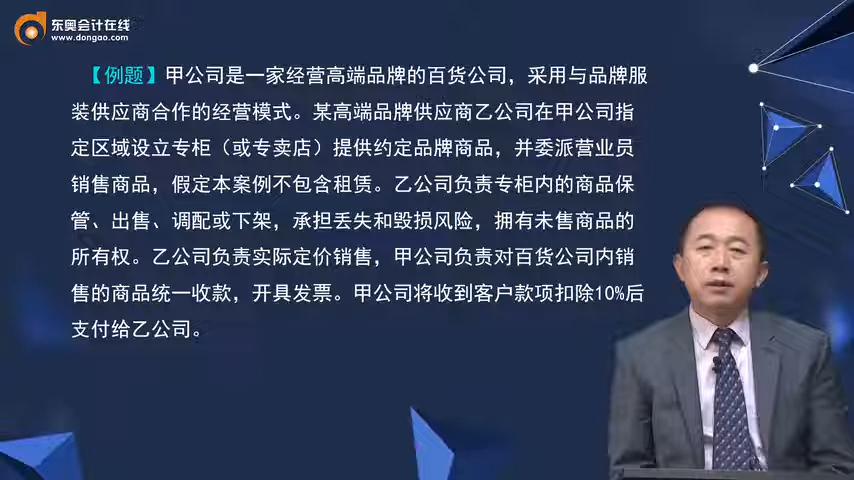 东奥会计在线
www.dongao.com
【例题】甲公司是一家经营高端品牌的百货公司，采用与品牌服
装供应商合作的经营模式。某高端品牌供应商乙公司在甲公司指
定区域设立专柜（或专卖店）提供约定品牌商品，并委派营业员
销售商品，假定本案例不包含租赁。乙公司负责专柜内的商品保
管、出售、调配或下架，承担丢失和毁损风险，拥有未售商品的
所有权。乙公司负责实际定价销售，甲公司负责对百货公司内销
售的商品统一收款，开具发票。甲公司将收到客户款项扣除10%后
支付给乙公司。